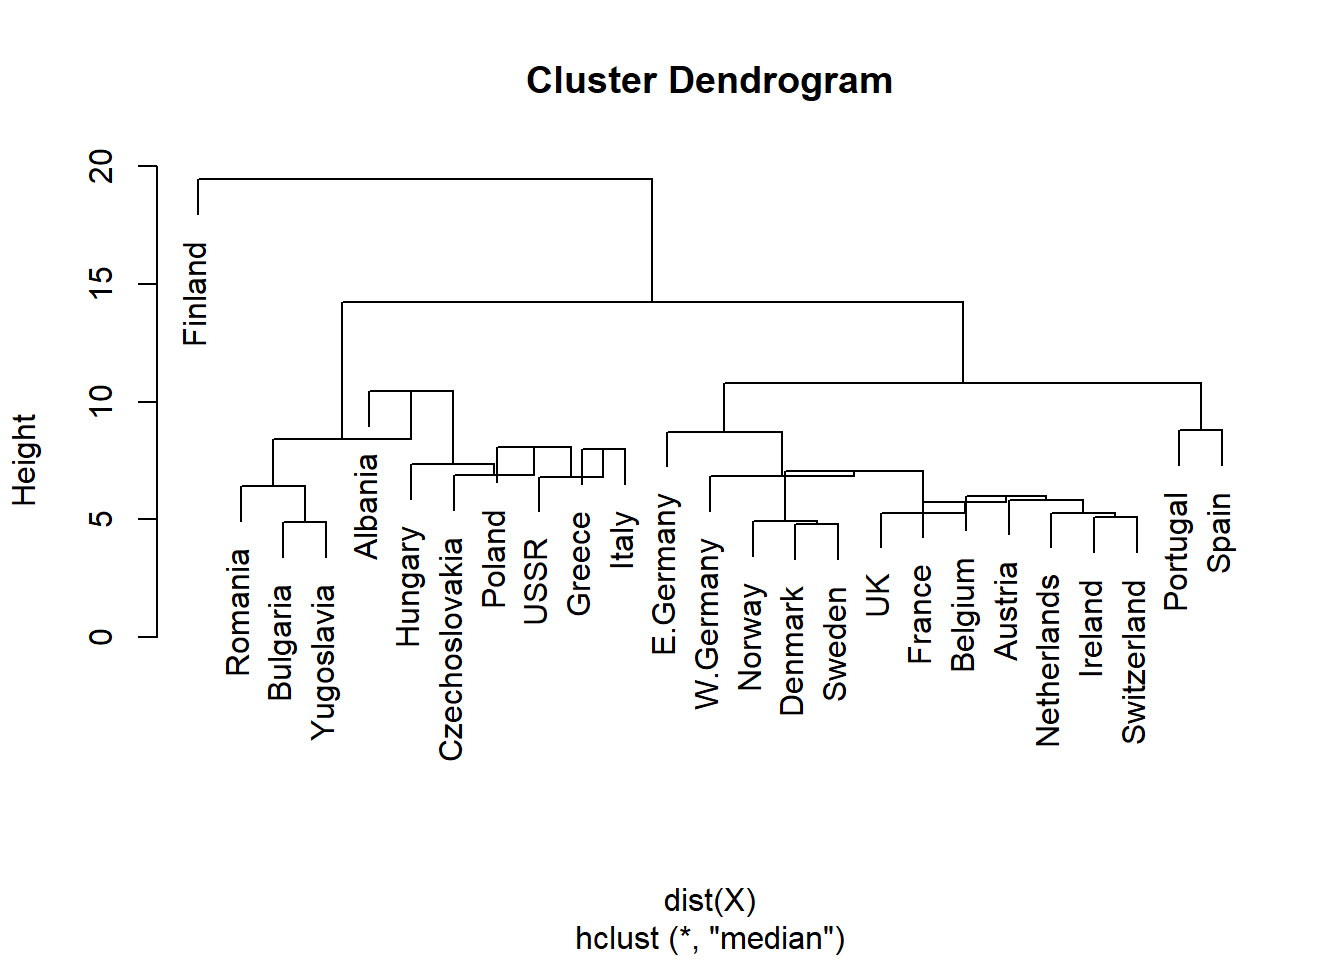 Cluster Dendrogram
Height
20
15
10
5
0
Finland
Romania
Bulgaria
Yugoslavia
Albania
Hungary
Czechoslovakia
Poland
USSR
Greece
Italy
E.Germany
W.Germany
Norway
Denmark
Sweden
UK
France
Belgium
Austria
Netherlands
Ireland
Switzerland
Portugal
Spain
dist(X)
hclust (*, "median")